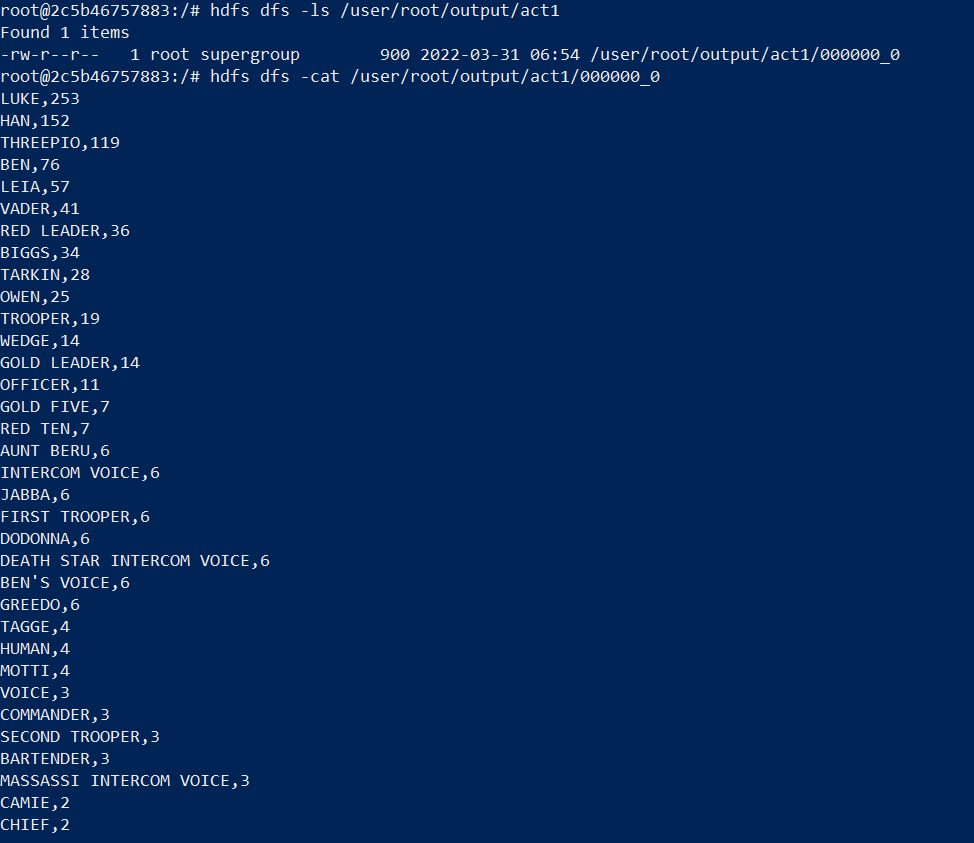 root@2c5b46757883:/# hdfs dfs -ls /user/root/output/act1
Found 1 items
-rw-r--r--   1 root supergroup        900 2022-03-31 06:54 /user/root/output/act1/000000_0
root@2c5b46757883:/# hdfs dfs -cat /user/root/output/act1/000000_0
LUKE,253
HAN,152
THREEPIO,119
BEN,76
LEIA,57
VADER,41
RED LEADER,36
BIGGS,34
TARKIN,28
OWEN,25
TROOPER,19
WEDGE,14
GOLD LEADER,14
OFFICER,11
GOLD FIVE,7
RED TEN,7
AUNT BERU,6
INTERCOM VOICE,6
JABBA,6
FIRST TROOPER,6
DODONNA,6
DEATH STAR INTERCOM VOICE,6
BEN'S VOICE,6
GREEDO,6
TAGGE,4
HUMAN,4
MOTTI,4
VOICE,3
COMMANDER,3
SECOND TROOPER,3
BARTENDER,3
MASSASSI INTERCOM VOICE,3
CAMIE,2
CHIEF,2